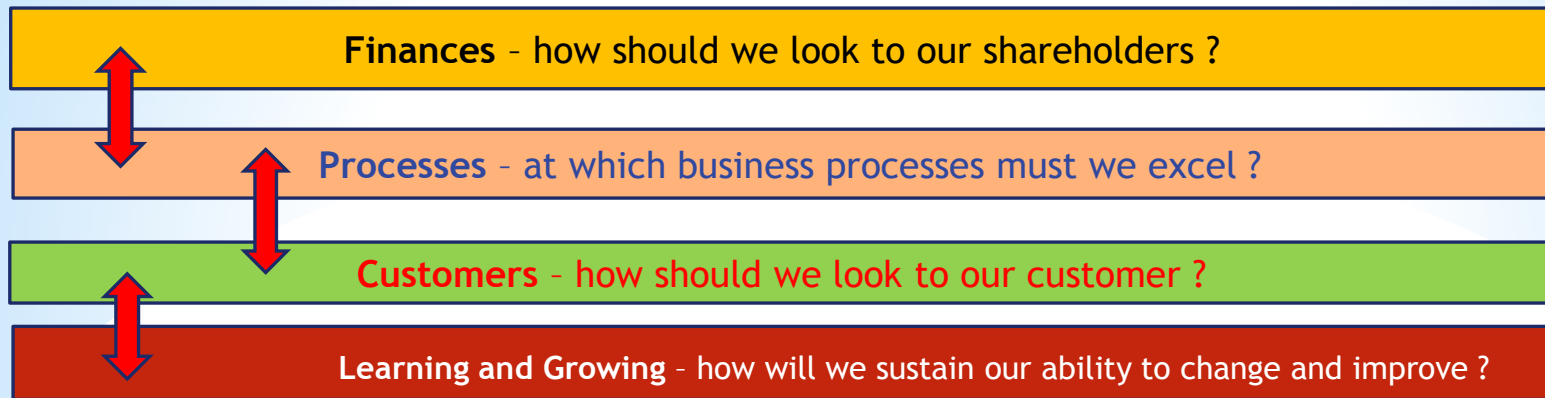 Finances - how should we look to our shareholders ?
Processes - at which business processes must we excel ?
Customers - how should we look to our customer ?
Learning and Growing - how will we sustain our ability to change and improve ?